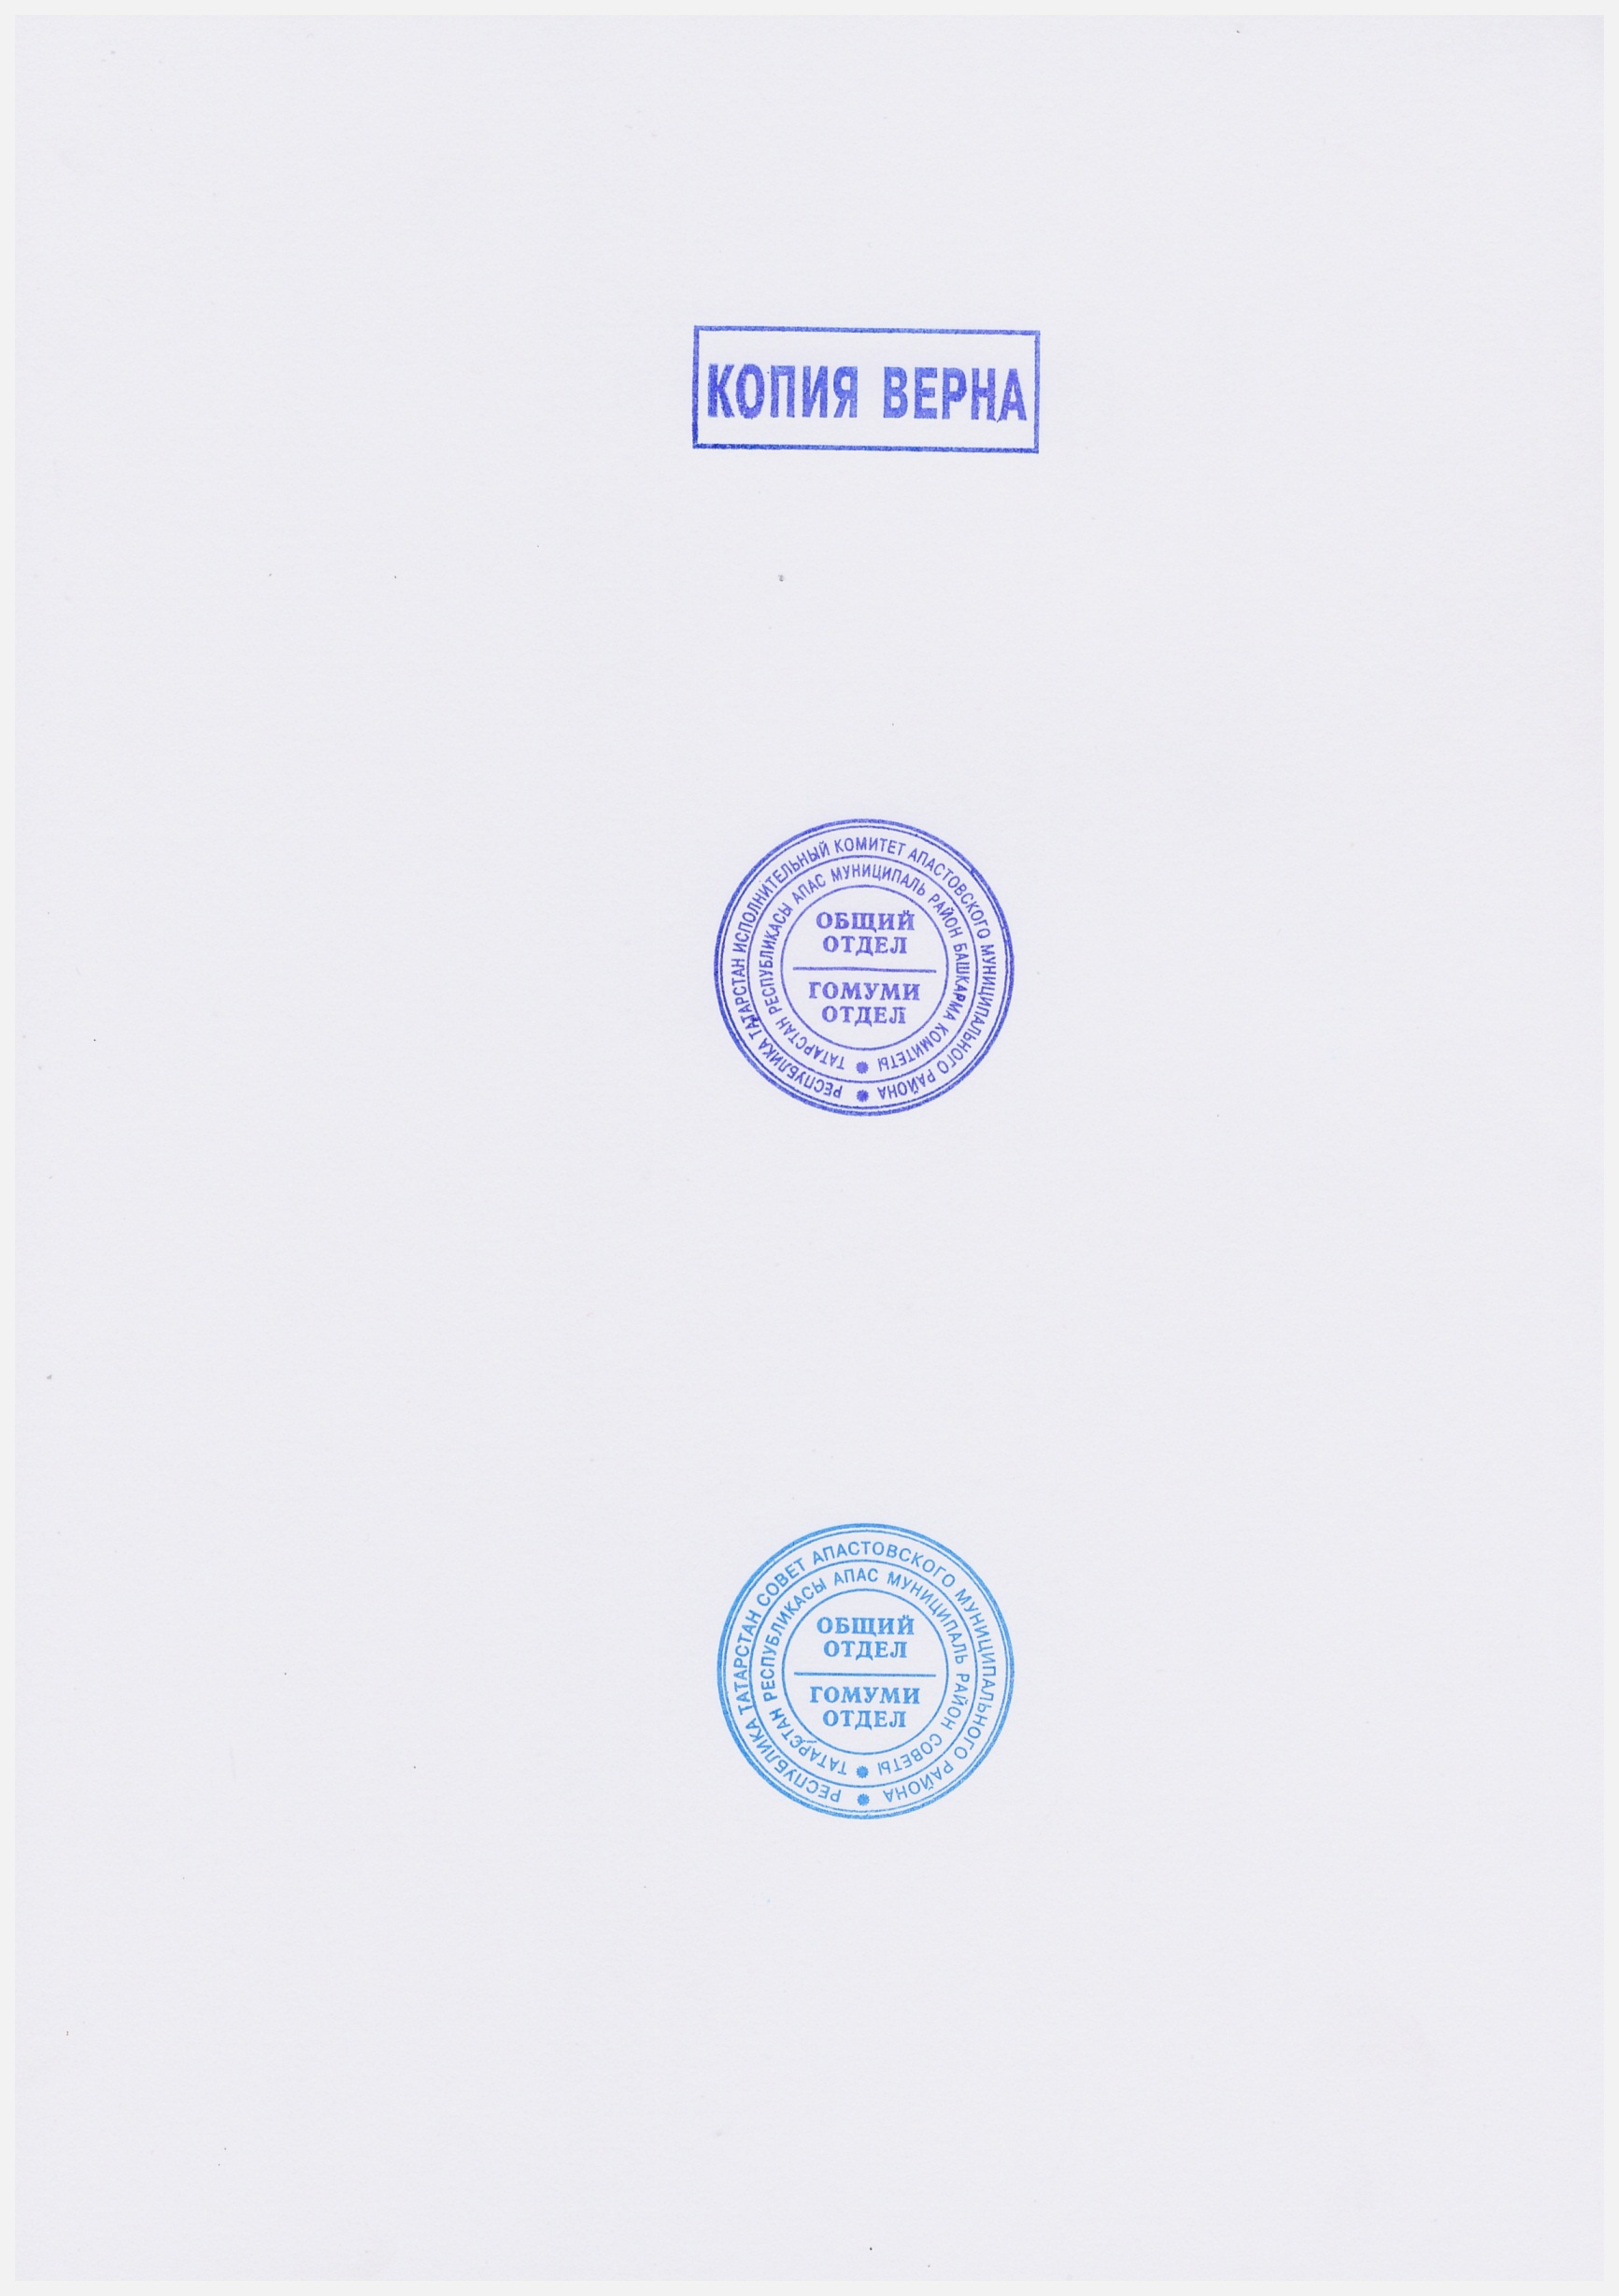 КОПИЯ ВЕРНА
РЕСПУБЛИКА ТАТАРСТАН ИСПОЛНИТЕЛЬНЫЙ КОМИТЕТ АПАСТОВСКОГО МУНИЦИПАЛЬНОГО РАЙОНА
ТАТАРСТАН РЕСПУБЛИКАСЫ АПАС МУНИЦИПАЛЬ РАЙОН БАШКАРМА КОМИТЕТЫ
ОБЩИЙ
ОТДЕЛ
ГОМУМИ
ОТДЕЛ
РЕСПУБЛИКА ТАТАРСТАН СОВЕТ АПАСТОВСКОГО МУНИЦИПАЛЬНОГО РАЙОНА
ТАТАРСТАН РЕСПУБЛИКАСЫ АПАС МУНИЦИПАЛЬ РАЙОН СОВЕТЫ
ОБЩИЙ
ОТДЕЛ
ГОМУМИ
ОТДЕЛ